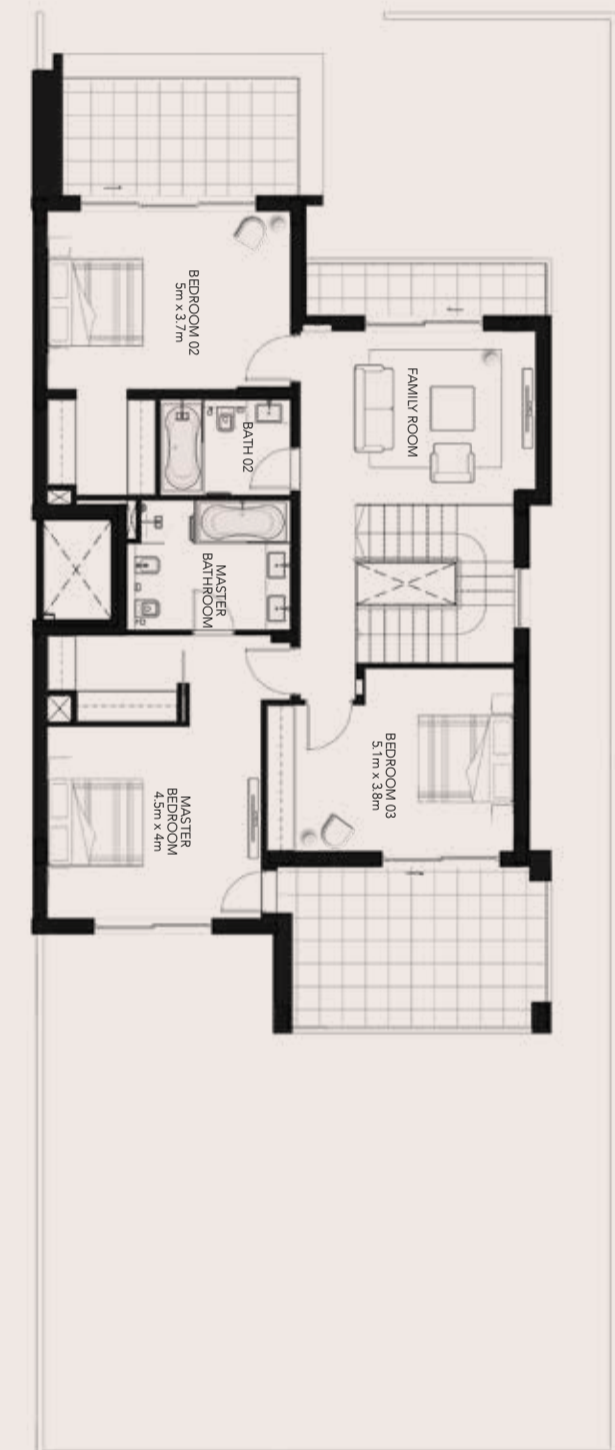 BEDROOM 02
5m x 3.7m
FAMILY ROOM
BATH 02
MASTER
BATHROOM
BEDROOM 03
5.1m x 3.8m
MASTER
BEDROOM
4.5m x 4m